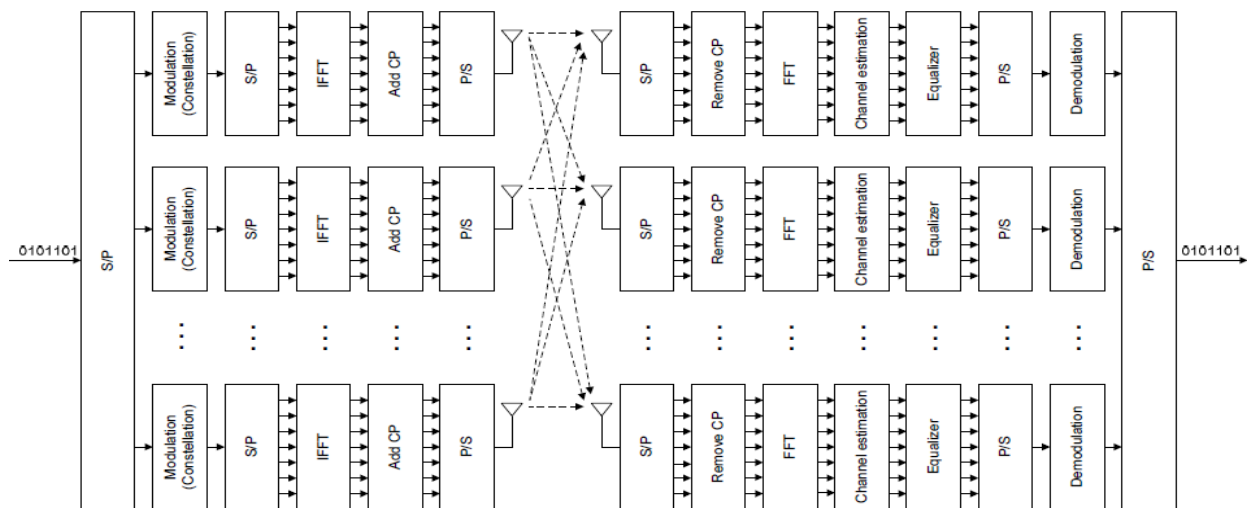 0101101
S/P
Modulation
(Constellation)
S/P
IFFT
Add CP
P/S
S/P
Remove CP
FFT
Channel estimation
Equalizer
P/S
Demodulation
Modulation
(Constellation)
S/P
IFFT
Add CP
P/S
S/P
Remove CP
FFT
Channel estimation
Equalizer
P/S
Demodulation
...
...
...
...
...
...
...
...
...
...
...
...
Modulation
(Constellation)
S/P
IFFT
Add CP
P/S
S/P
Remove CP
FFT
Channel estimation
Equalizer
P/S
Demodulation
P/S
0101101